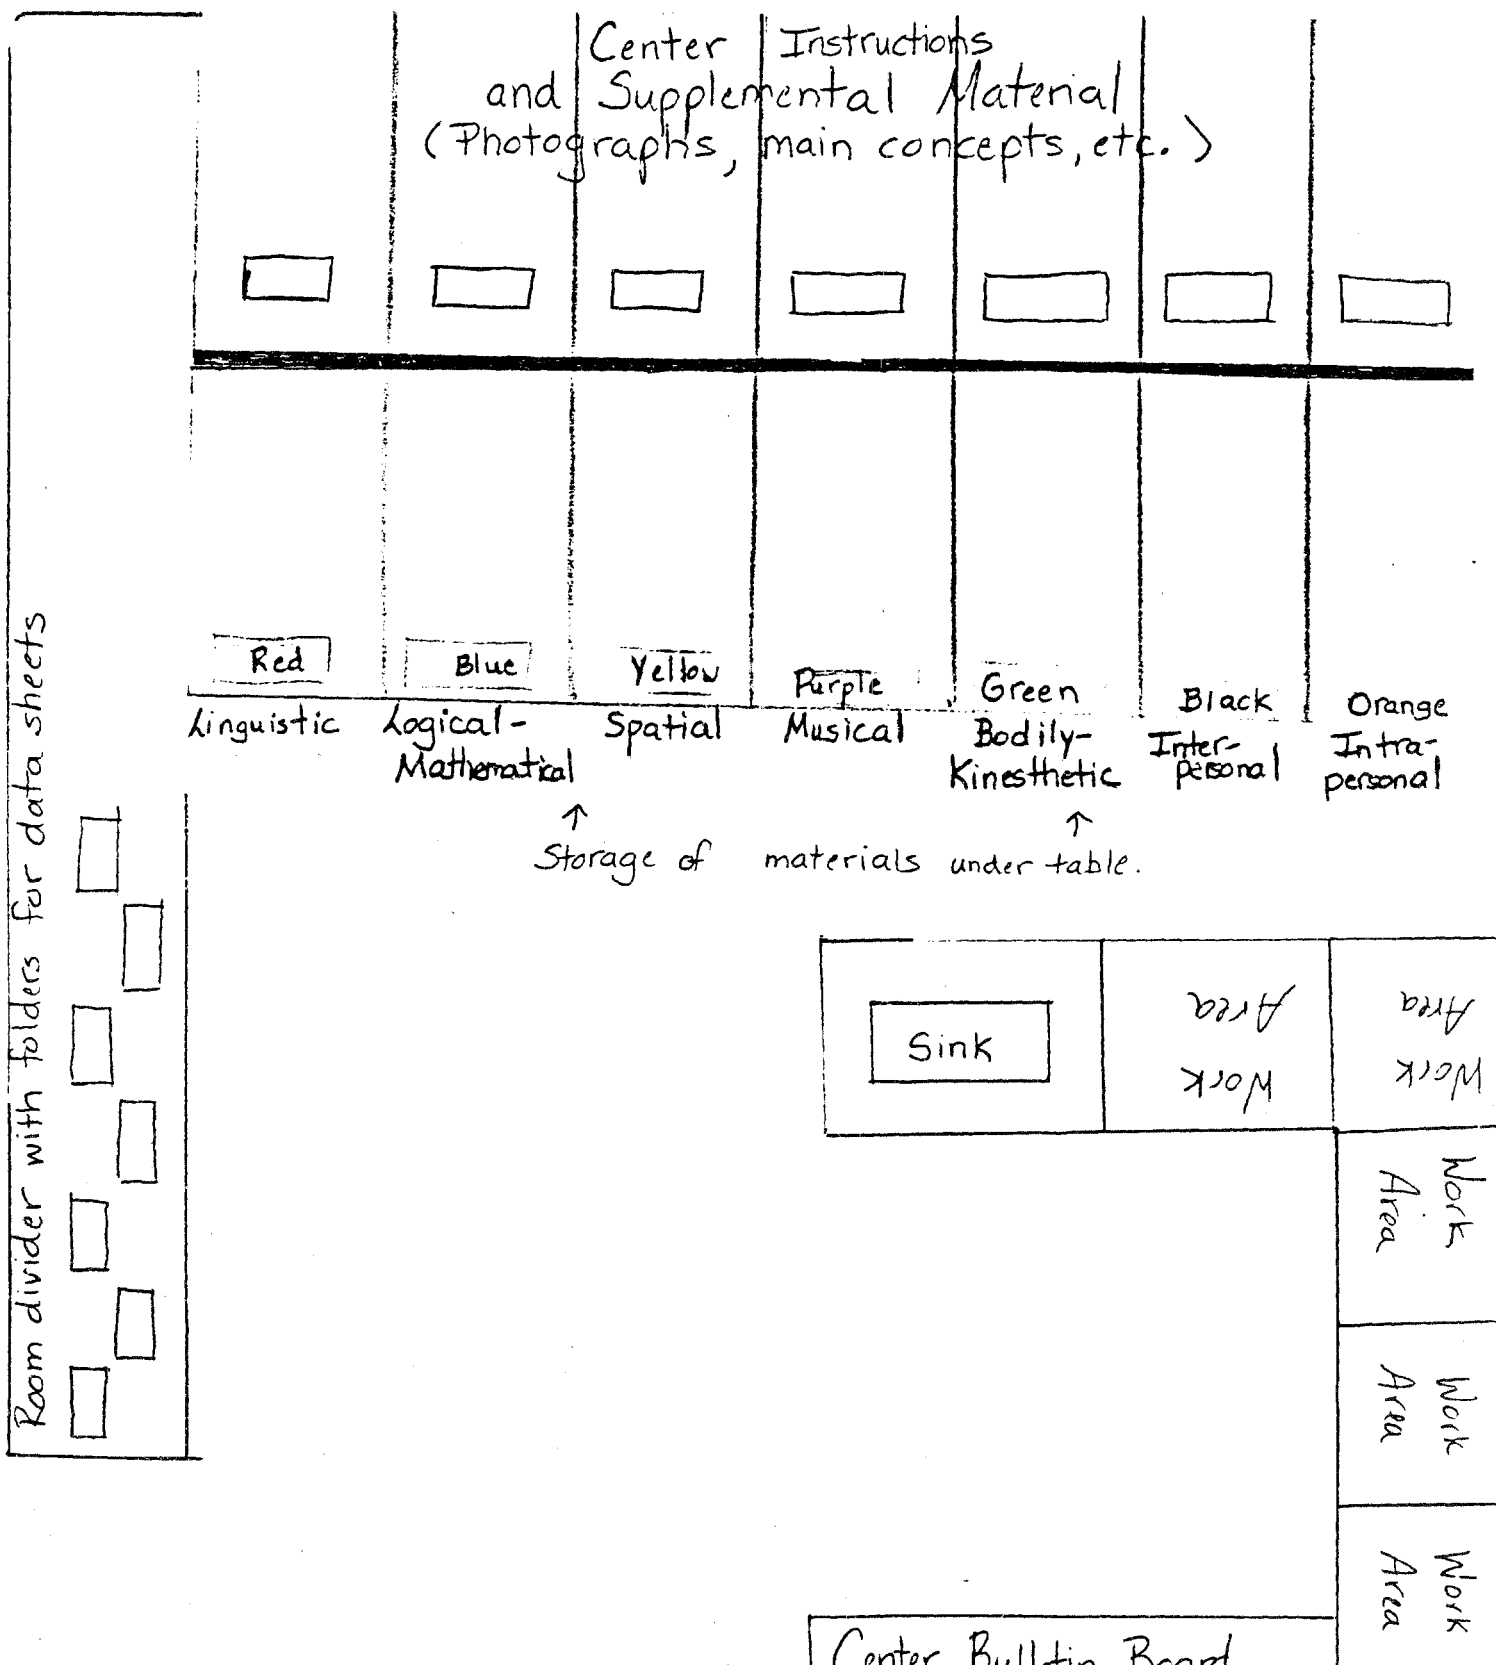 Center Instructions
and Supplemental Material
(Photographs, main concepts, etc.)
Red
Blue
Yellow
Purple
Green
Black
Orange
Linguistic
Logical-
Mathematical
Spatial
Musical
Bodily-
Kinesthetic
Inter-
personal
Intra-
personal
Storage of materials under table.
Room divider with folders for data sheets
Sink
Work
Area
Work
Area
Work
Area
Work
Area
Work
Area
Center Bulletin Board